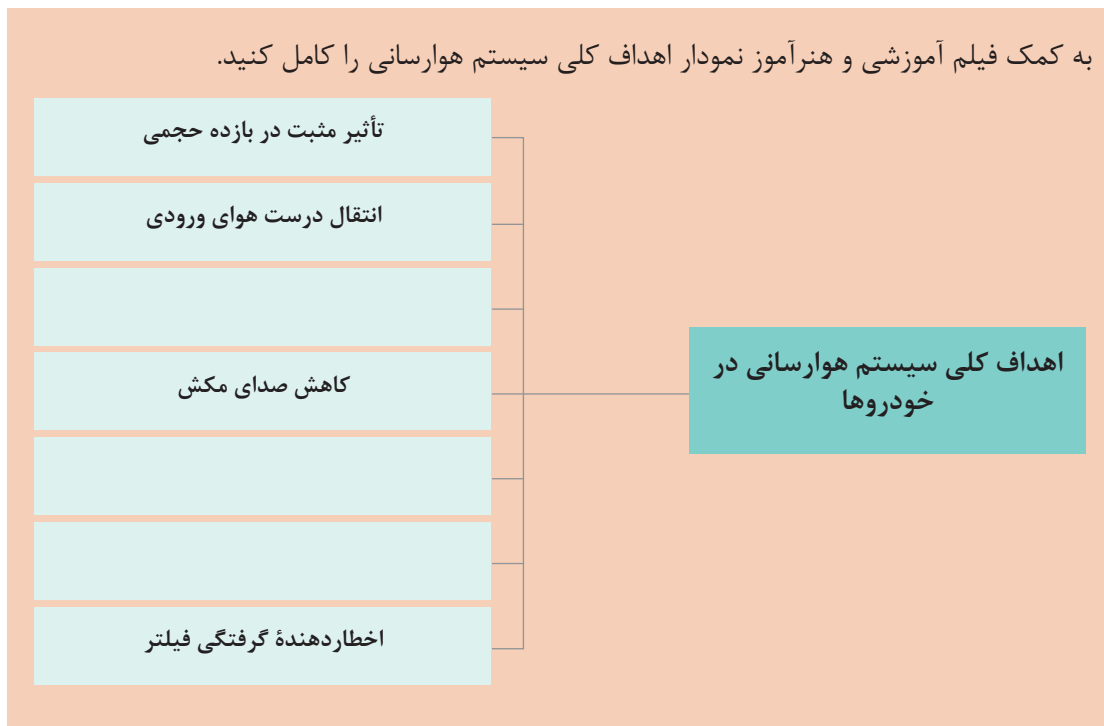 به کمک فیلم آموزشی و هنرآموز نمودار اهداف کلی سیستم هوارسانی را کامل کنید.
اهداف کلی سیستم هوارسانی در
خودروها
تأثیر مثبت در بازده حجمی
انتقال درست هوای ورودی
کاهش صدای مکش
اخطاردهندهٔ گرفتگی فیلتر